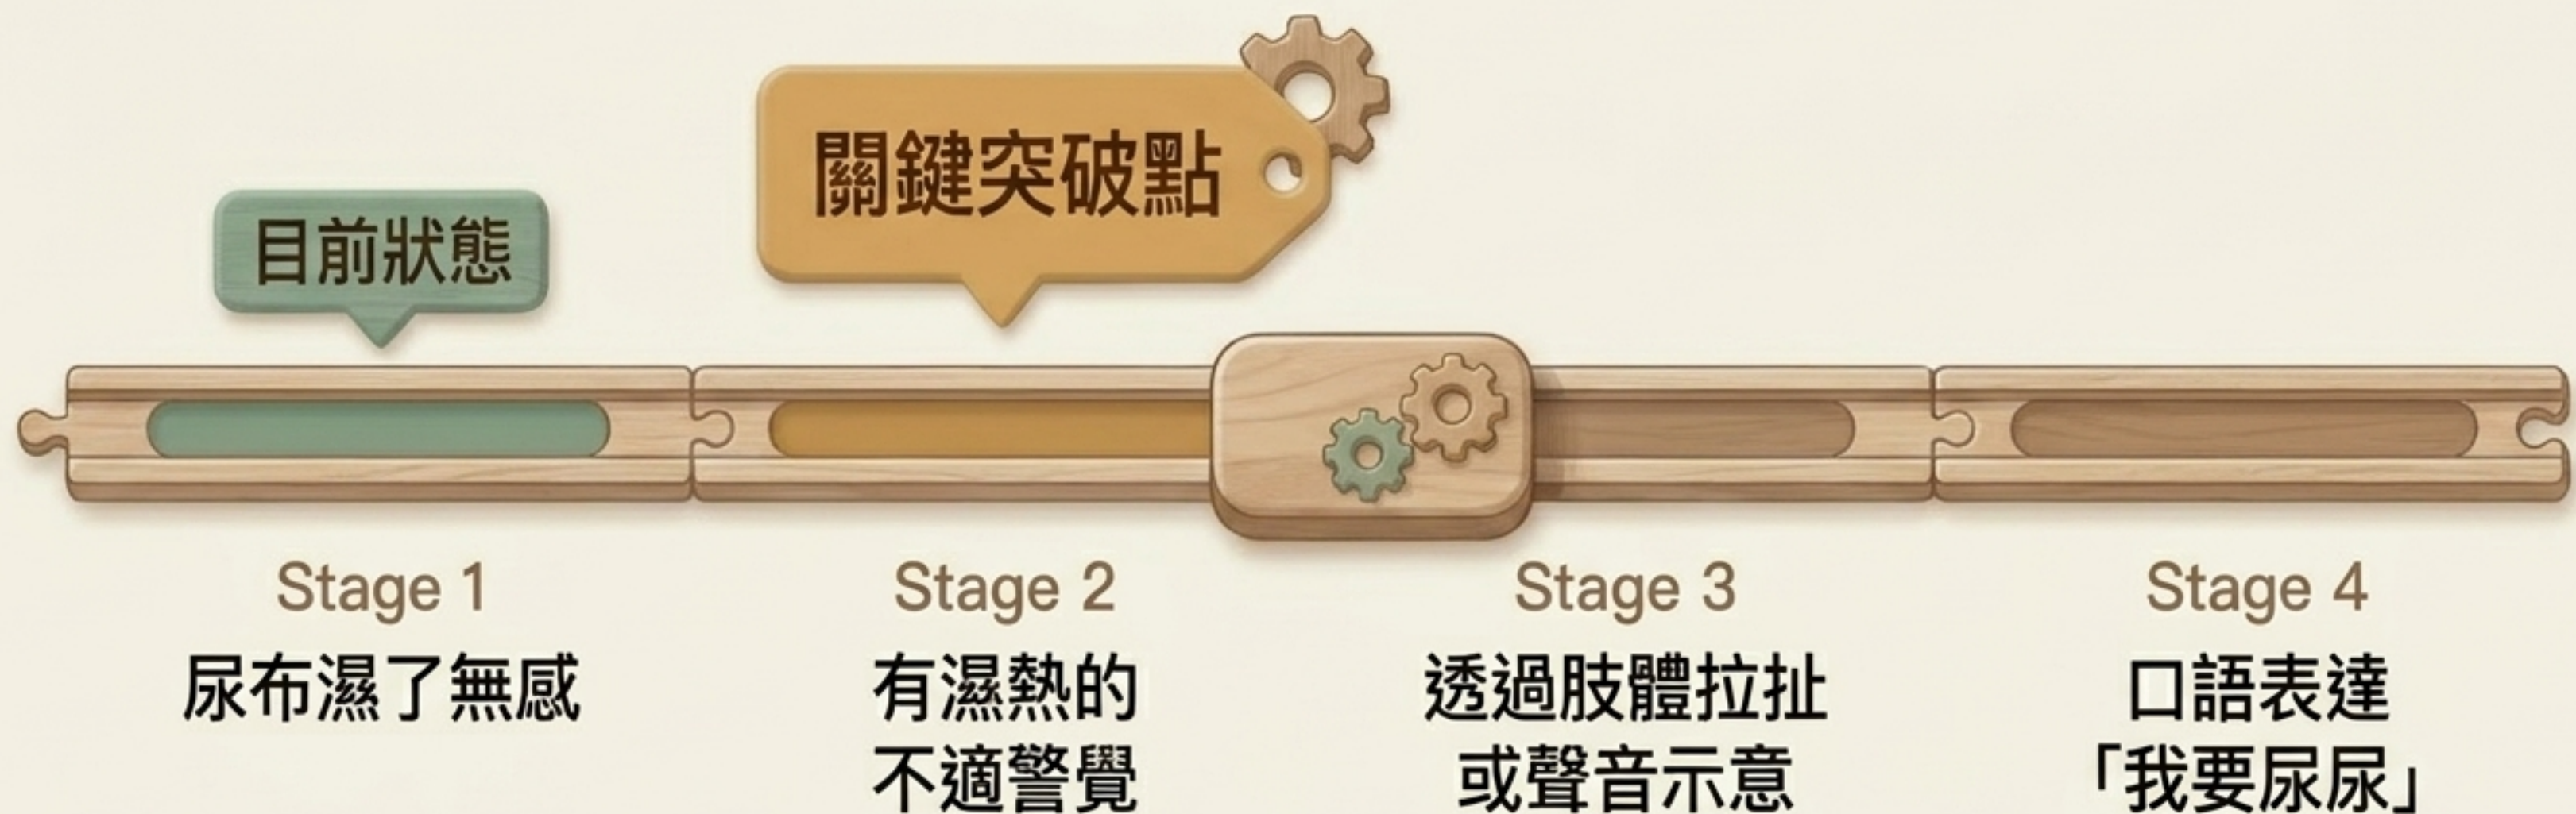 關鍵突破點
目前狀態
Stage 1
尿布濕了無感
Stage 2
有濕熱的
不適警覺
Stage 3
透過肢體拉扯
或聲音示意
Stage 4
口語表達
「我要尿尿」